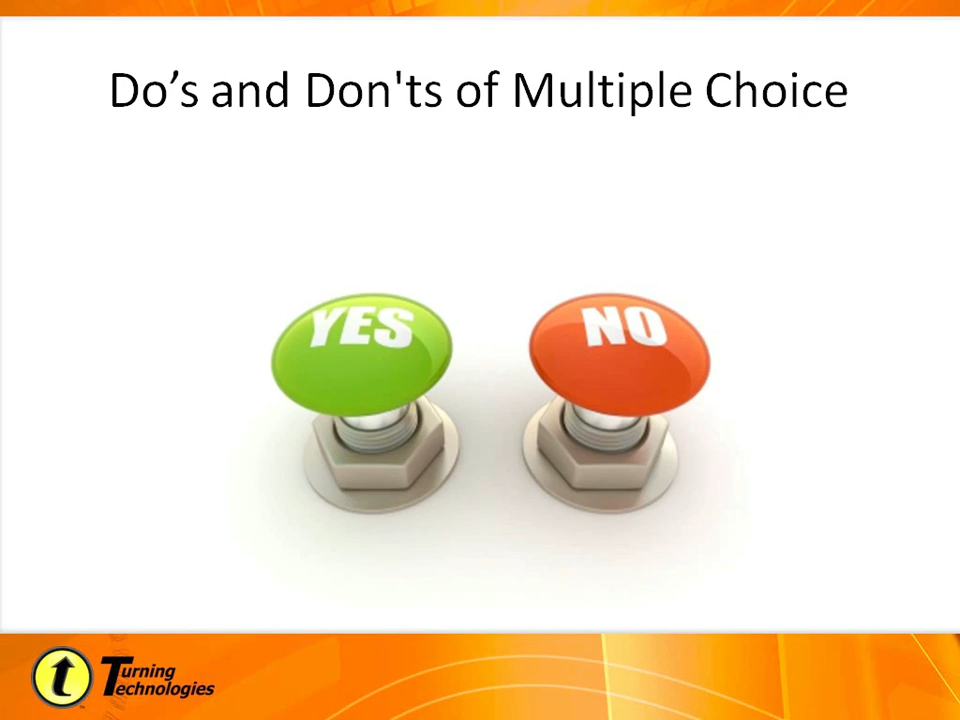 Do’s and Don'ts of Multiple Choice
YES
NO
t
Turning
Technologies